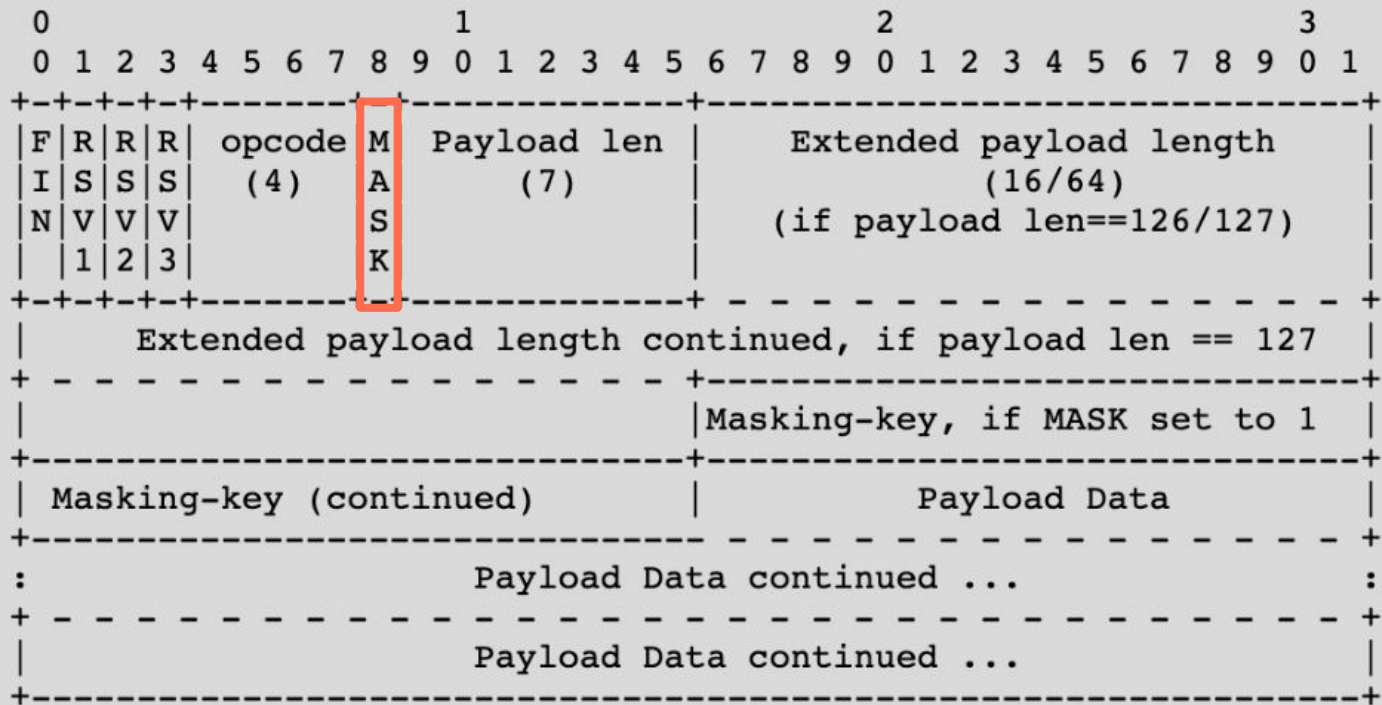 0                   1                   2                   3
0 1 2 3 4 5 6 7 8 9 0 1 2 3 4 5 6 7 8 9 0 1 2 3 4 5 6 7 8 9 0 1
+-+-+-+-+-------+-+-------------+-------------------------------+
|F|R|R|R| opcode|M| Payload len |    Extended payload length    |
|I|S|S|S|  (4)  |A|     (7)     |             (16/64)           |
|N|V|V|V|       |S|             |   (if payload len==126/127)   |
| |1|2|3|       |K|             |                               |
+-+-+-+-+-------+-+-------------+ - - - - - - - - - - - - - - - +
|     Extended payload length continued, if payload len == 127  |
+ - - - - - - - - - - - - - - - +-------------------------------+
|                               |Masking-key, if MASK set to 1  |
+-------------------------------+-------------------------------+
| Masking-key (continued)       |          Payload Data         |
+-------------------------------- - - - - - - - - - - - - - - - +
:                     Payload Data continued ...                :
+ - - - - - - - - - - - - - - - - - - - - - - - - - - - - - - - +
|                     Payload Data continued ...                |
+---------------------------------------------------------------+